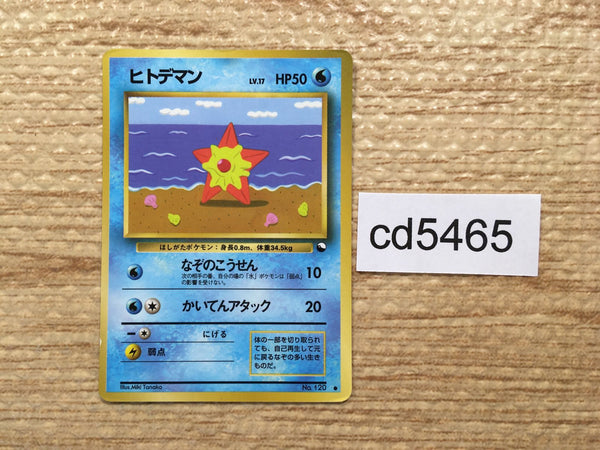 ヒトデマン LV.17 HP50
ほしがたポケモン：身長0.8m、体重34.5kg
なぞのこうせん 10
次の相手の番、自分の場の「水」ポケモンは「弱点」
の影響を受けない。
かいてんアタック 20
にげる
弱点
体の一部を切り取られ
ても、自己再生して元
に戻るなぞの多い生き
ものだ。
Illus.Miki Tanaka
No.120
cd5465